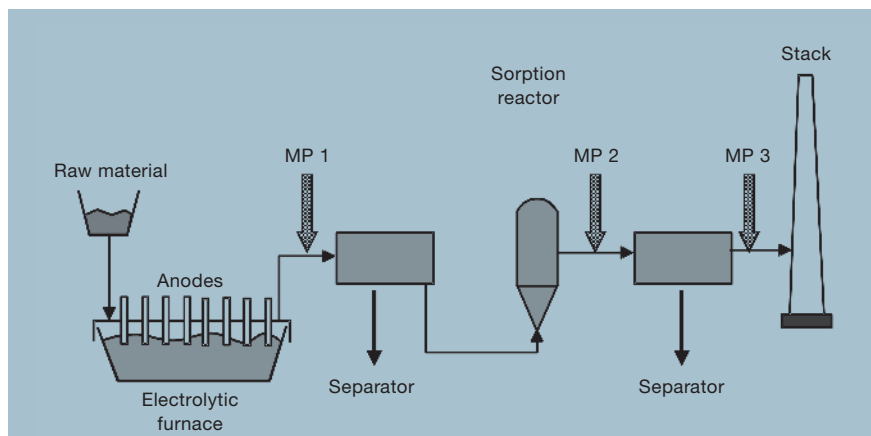 Stack
Sorption
reactor
MP 1
MP 2
MP 3
Raw material
Anodes
Separator
Separator
Electrolytic
furnace